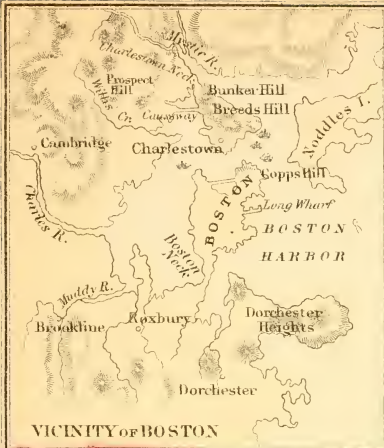 Mystic R.
Charlestown Neck
Prospect
Hill
Bunker Hill
Breeds Hill
Noddles I.
Willis
Cr.
Causeway
Cambridge
Charlestown
Copps Hill
BOSTON
Long Wharf
Charles R.
BOSTON
HARBOR
Boston
Neck
Muddy R.
Brookline
Roxbury
Dorchester
Heights
Dorchester
VICINITY OF BOSTON